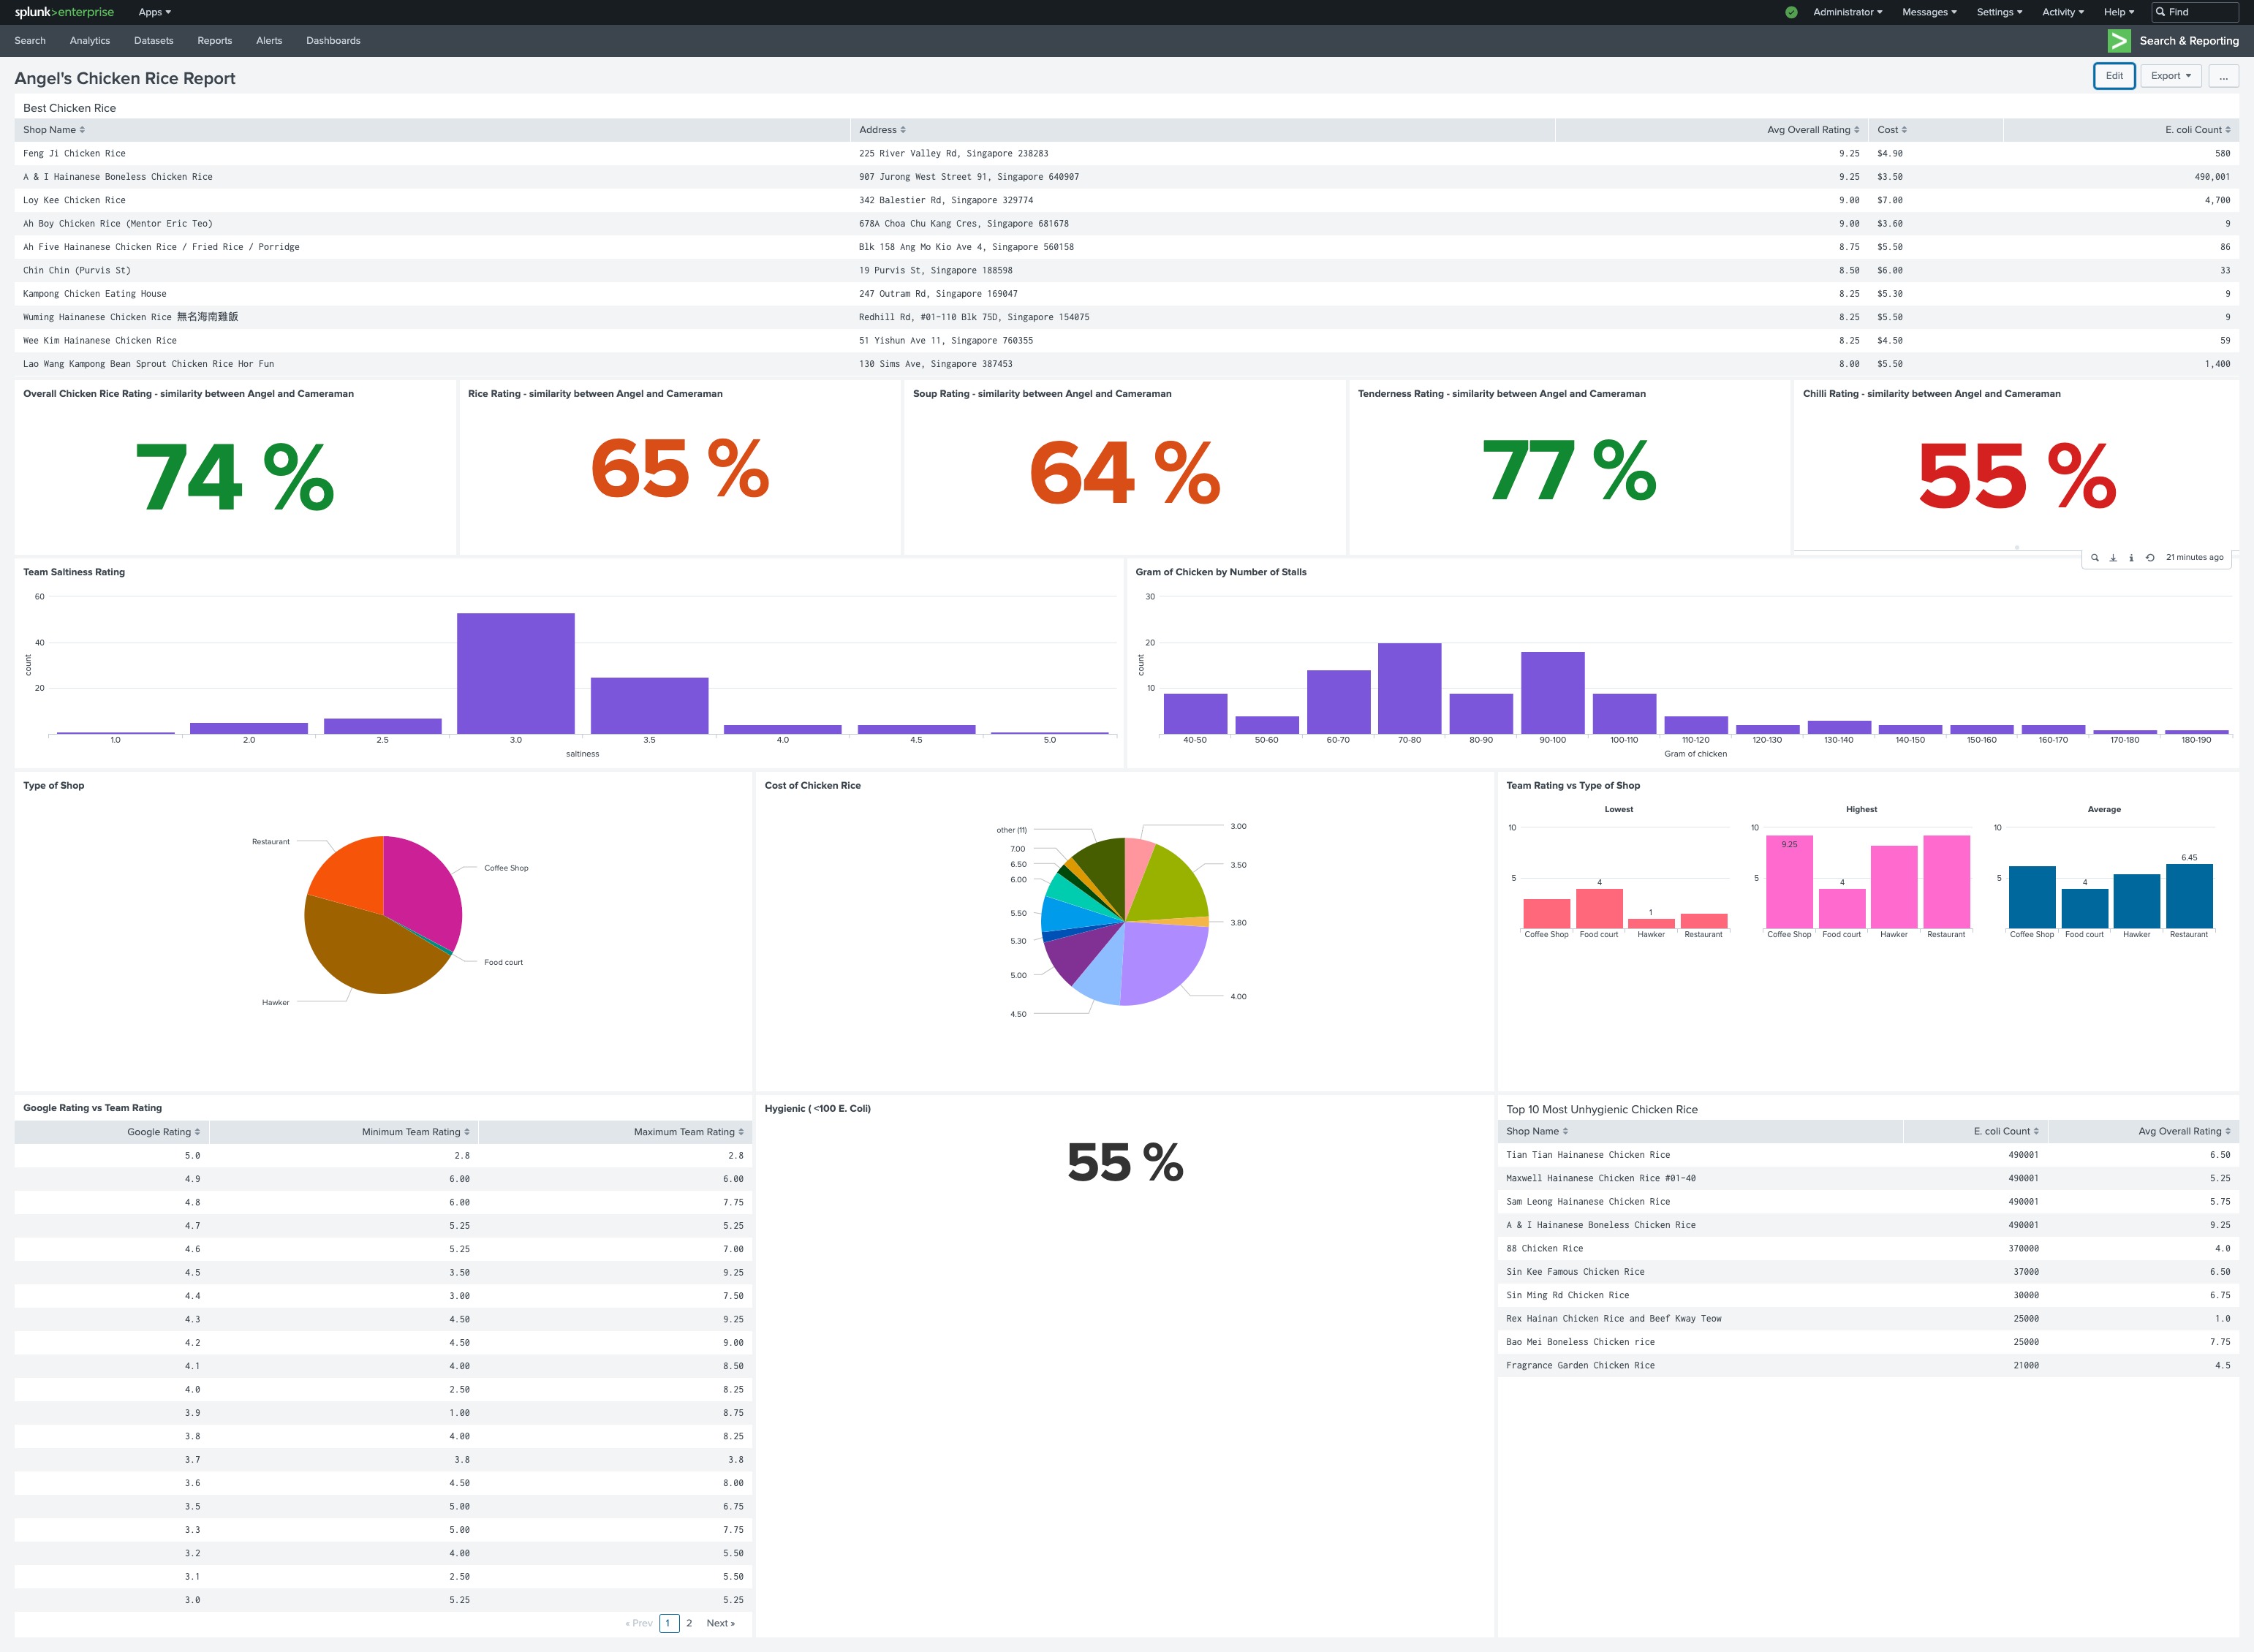 splunk>enterprise Apps Administrator Messages Settings Activity Help Find
Search Analytics Datasets Reports Alerts Dashboards Search & Reporting
Angel's Chicken Rice Report Edit Export ...
Best Chicken Rice
Shop Name Address Avg Overall Rating Cost E. coli Count
Feng Ji Chicken Rice 225 River Valley Rd, Singapore 238283 9.25 $4.90 580
A & I Hainanese Boneless Chicken Rice 907 Jurong West Street 91, Singapore 640907 9.25 $3.50 490,001
Loy Kee Chicken Rice 342 Balestier Rd, Singapore 329774 9.00 $7.00 4,700
Ah Boy Chicken Rice (Mentor Eric Teo) 678A Choa Chu Kang Cres, Singapore 681678 9.00 $3.60 9
Ah Five Hainanese Chicken Rice / Fried Rice / Porridge Blk 158 Ang Mo Kio Ave 4, Singapore 560158 8.75 $5.50 86
Chin Chin (Purvis St) 19 Purvis St, Singapore 188598 8.50 $6.00 33
Kampong Chicken Eating House 247 Outram Rd, Singapore 169047 8.25 $5.30 9
Wuming Hainanese Chicken Rice 無名海南雞飯 Redhill Rd, #01-110 Blk 75D, Singapore 154075 8.25 $5.50 9
Wee Kim Hainanese Chicken Rice 51 Yishun Ave 11, Singapore 760355 8.25 $4.50 59
Lao Wang Kampong Bean Sprout Chicken Rice Hor Fun 130 Sims Ave, Singapore 387453 8.00 $5.50 1,400
Overall Chicken Rice Rating - similarity between Angel and Cameraman
74 %
Rice Rating - similarity between Angel and Cameraman
65 %
Soup Rating - similarity between Angel and Cameraman
64 %
Tenderness Rating - similarity between Angel and Cameraman
77 %
Chilli Rating - similarity between Angel and Cameraman
55 %
21 minutes ago
Team Saltiness Rating
60
40
20
count
1.0 2.0 2.5 3.0 3.5 4.0 4.5 5.0
saltiness
Gram of Chicken by Number of Stalls
30
20
10
count
40-50 50-60 60-70 70-80 80-90 90-100 100-110 110-120 120-130 130-140 140-150 150-160 160-170 170-180 180-190
Gram of chicken
Type of Shop
Restaurant
Coffee Shop
Food court
Hawker
Cost of Chicken Rice
other (11)
7.00
6.50
6.00
5.50
5.30
5.00
4.50
3.00
3.50
3.80
4.00
Team Rating vs Type of Shop
Lowest
10
5
4
1
Coffee Shop Food court Hawker Restaurant
Highest
10
5
9.25
4
Coffee Shop Food court Hawker Restaurant
Average
10
5
4
6.45
Coffee Shop Food court Hawker Restaurant
Google Rating vs Team Rating
Google Rating Minimum Team Rating Maximum Team Rating
5.0 2.8 2.8
4.9 6.00 6.00
4.8 6.00 7.75
4.7 5.25 5.25
4.6 5.25 7.00
4.5 3.50 9.25
4.4 3.00 7.50
4.3 4.50 9.25
4.2 4.50 9.00
4.1 4.00 8.50
4.0 2.50 8.25
3.9 1.00 8.75
3.8 4.00 8.25
3.7 3.8 3.8
3.6 4.50 8.00
3.5 5.00 6.75
3.3 5.00 7.75
3.2 4.00 5.50
3.1 2.50 5.50
3.0 5.25 5.25
« Prev 1 2 Next »
Hygienic ( <100 E. Coli)
55 %
Top 10 Most Unhygienic Chicken Rice
Shop Name E. coli Count Avg Overall Rating
Tian Tian Hainanese Chicken Rice 490001 6.50
Maxwell Hainanese Chicken Rice #01-40 490001 5.25
Sam Leong Hainanese Chicken Rice 490001 5.75
A & I Hainanese Boneless Chicken Rice 490001 9.25
88 Chicken Rice 370000 4.0
Sin Kee Famous Chicken Rice 37000 6.50
Sin Ming Rd Chicken Rice 30000 6.75
Rex Hainan Chicken Rice and Beef Kway Teow 25000 1.0
Bao Mei Boneless Chicken rice 25000 7.75
Fragrance Garden Chicken Rice 21000 4.5